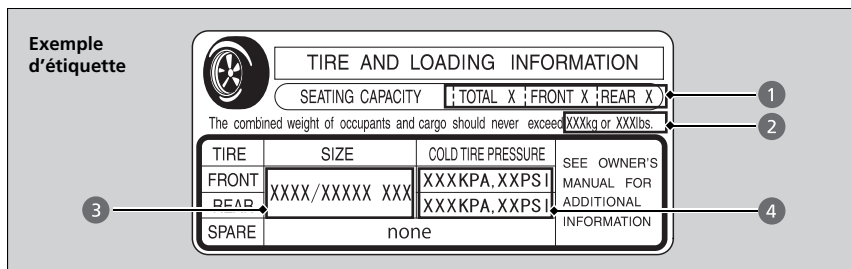 Exemple
d'étiquette
TIRE AND LOADING INFORMATION
SEATING CAPACITY TOTAL X FRONT X REAR X
1
The combined weight of occupants and cargo should never exceed XXXkg or XXXlbs.
2
TIRE SIZE COLD TIRE PRESSURE
SEE OWNER'S
MANUAL FOR
ADDITIONAL
INFORMATION
FRONT XXXX/XXXXX XXX XXXKPA,XXPSI
REAR XXXKPA,XXPSI
3
4
SPARE none